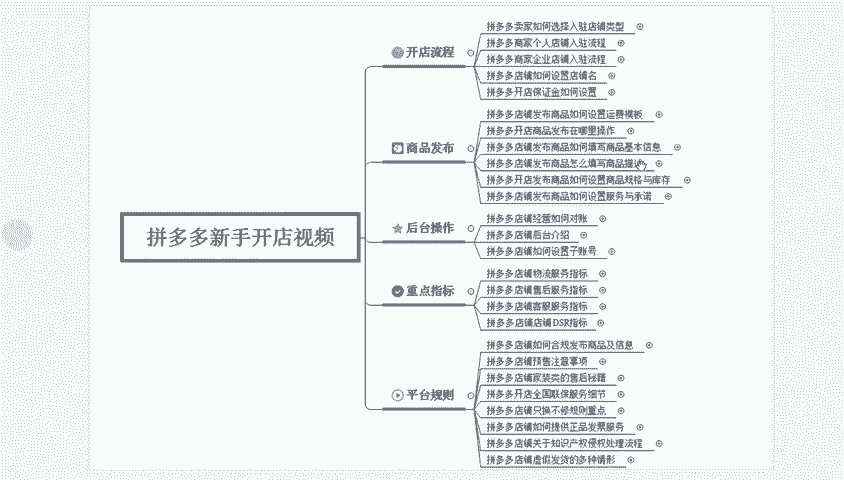 拼多多新手开店视频
开店流程
拼多多卖家如何选择入驻店铺类型
拼多多商家个人店铺入驻流程
拼多多商家企业店铺入驻流程
拼多多店铺如何设置店铺名
拼多多开店保证金如何设置
商品发布
拼多多店铺发布商品如何设置运费模板
拼多多开店商品发布在哪里操作
拼多多店铺发布商品如何填写商品基本信息
拼多多店铺发布商品怎么填写商品描述
拼多多开店发布商品如何设置商品规格与库存
拼多多店铺发布商品如何设置服务与承诺
后台操作
拼多多店铺经营如何对账
拼多多店铺后台介绍
拼多多店铺如何设置子账号
重点指标
拼多多店铺物流服务指标
拼多多店铺售后服务指标
拼多多店铺客服服务指标
拼多多店铺店铺DSR指标
平台规则
拼多多店铺如何合规发布商品及信息
拼多多店铺预售注意事项
拼多多店铺家装类的售后秘籍
拼多多开店全国联保服务细节
拼多多店铺只换不修规则重点
拼多多店铺如何提供正品发票服务
拼多多店铺关于知识产权侵权处理流程
拼多多店铺虚假发货的多种情形